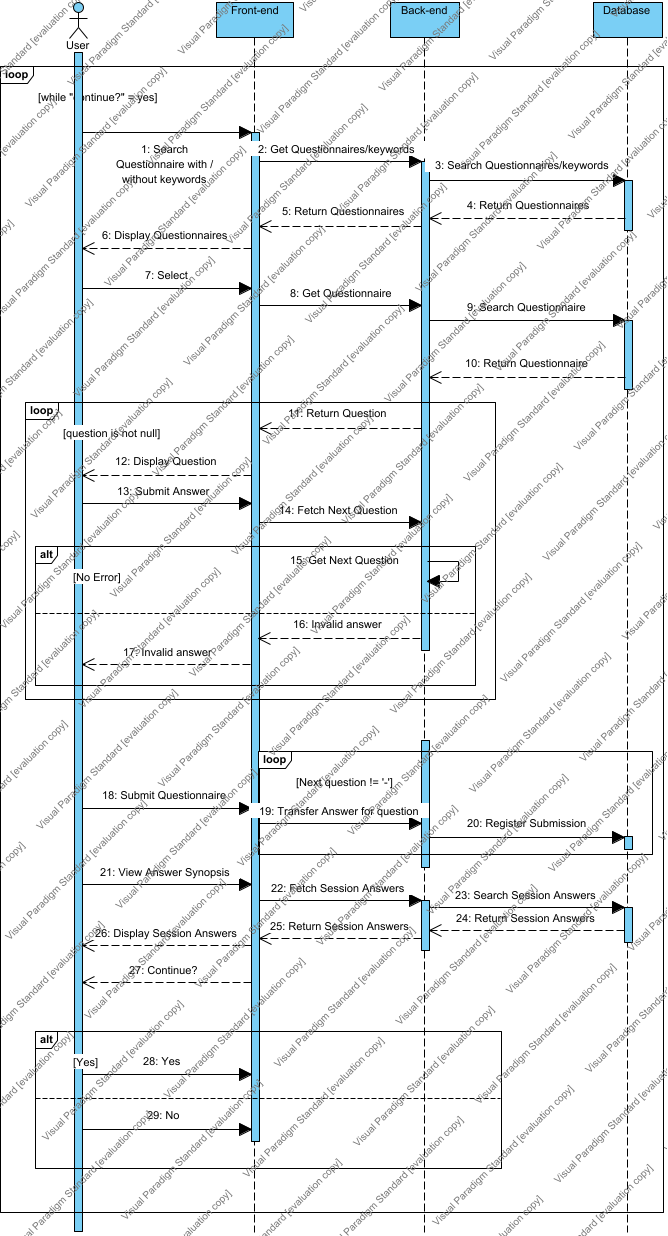 Front-end
Back-end
Database
User
loop
[while "continue?" = yes]
1: Search
Questionnaire with /
without keywords.
2: Get Questionnaires/keywords
3: Search Questionnaires/keywords
4: Return Questionnaires
5: Return Questionnaires
6: Display Questionnaires
7: Select
8: Get Questionnaire
9: Search Questionnaire
10: Return Questionnaire
loop
11: Return Question
[question is not null]
12: Display Question
13: Submit Answer
14: Fetch Next Question
alt
15: Get Next Question
[No Error]
16: Invalid answer
17: Invalid answer
loop
[Next question != '-']
18: Submit Questionnaire
19: Transfer Answer for question
20: Register Submission
21: View Answer Synopsis
22: Fetch Session Answers
23: Search Session Answers
24: Return Session Answers
25: Return Session Answers
26: Display Session Answers
27: Continue?
alt
[Yes]
28: Yes
29: No
Visual Paradigm Standard [evaluation copy]